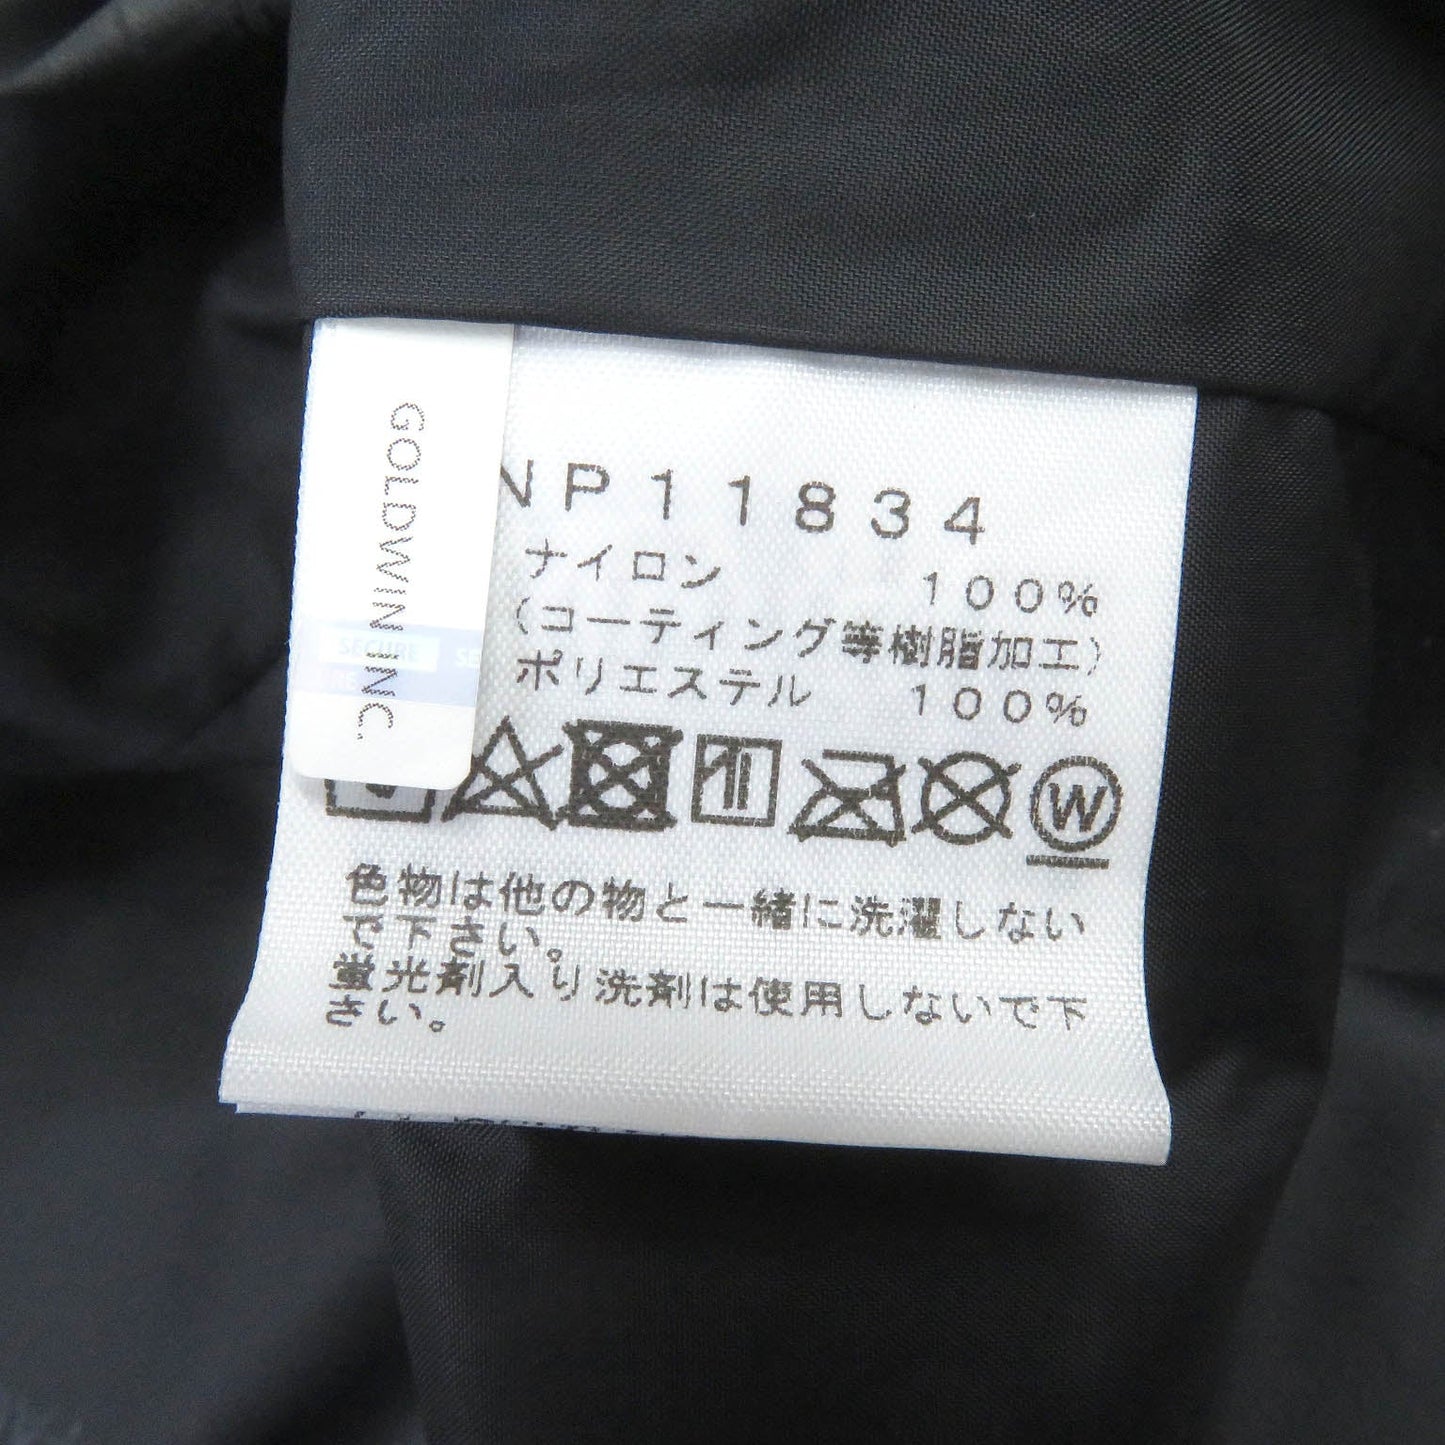 GOLDWIN INC.
SECURE
NP11834
ナイロン 100%
(コーティング等樹脂加工)
ポリエステル 100%
W
色物は他の物と一緒に洗濯しない
で下さい。
蛍光剤入り洗剤は使用しないで下
さい。